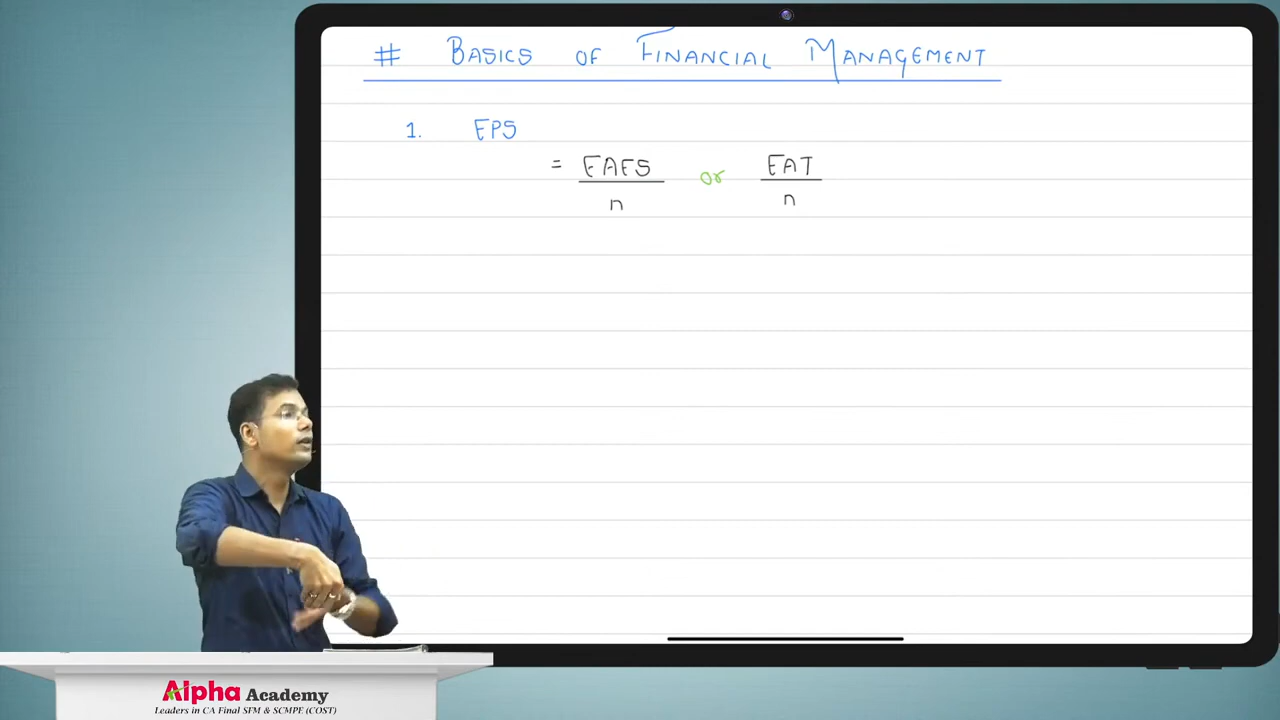 # BASICS OF FINANCIAL MANAGEMENT
1. EPS
= EAES or EAT
n n
Alpha Academy
Leaders in CA Final SFM & SCMPE (COST)